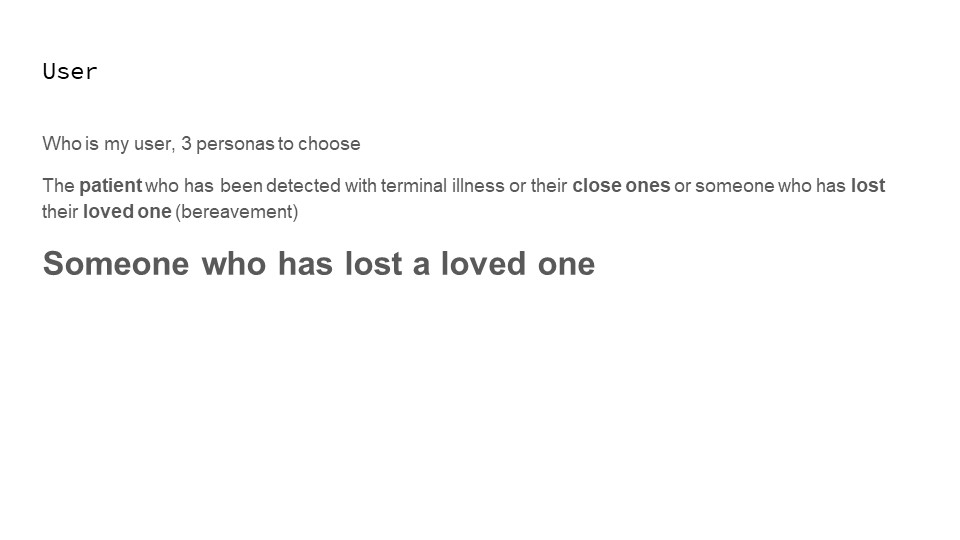 User
Who is my user, 3 personas to choose
The patient who has been detected with terminal illness or their close ones or someone who has lost
their loved one (bereavement)
Someone who has lost a loved one